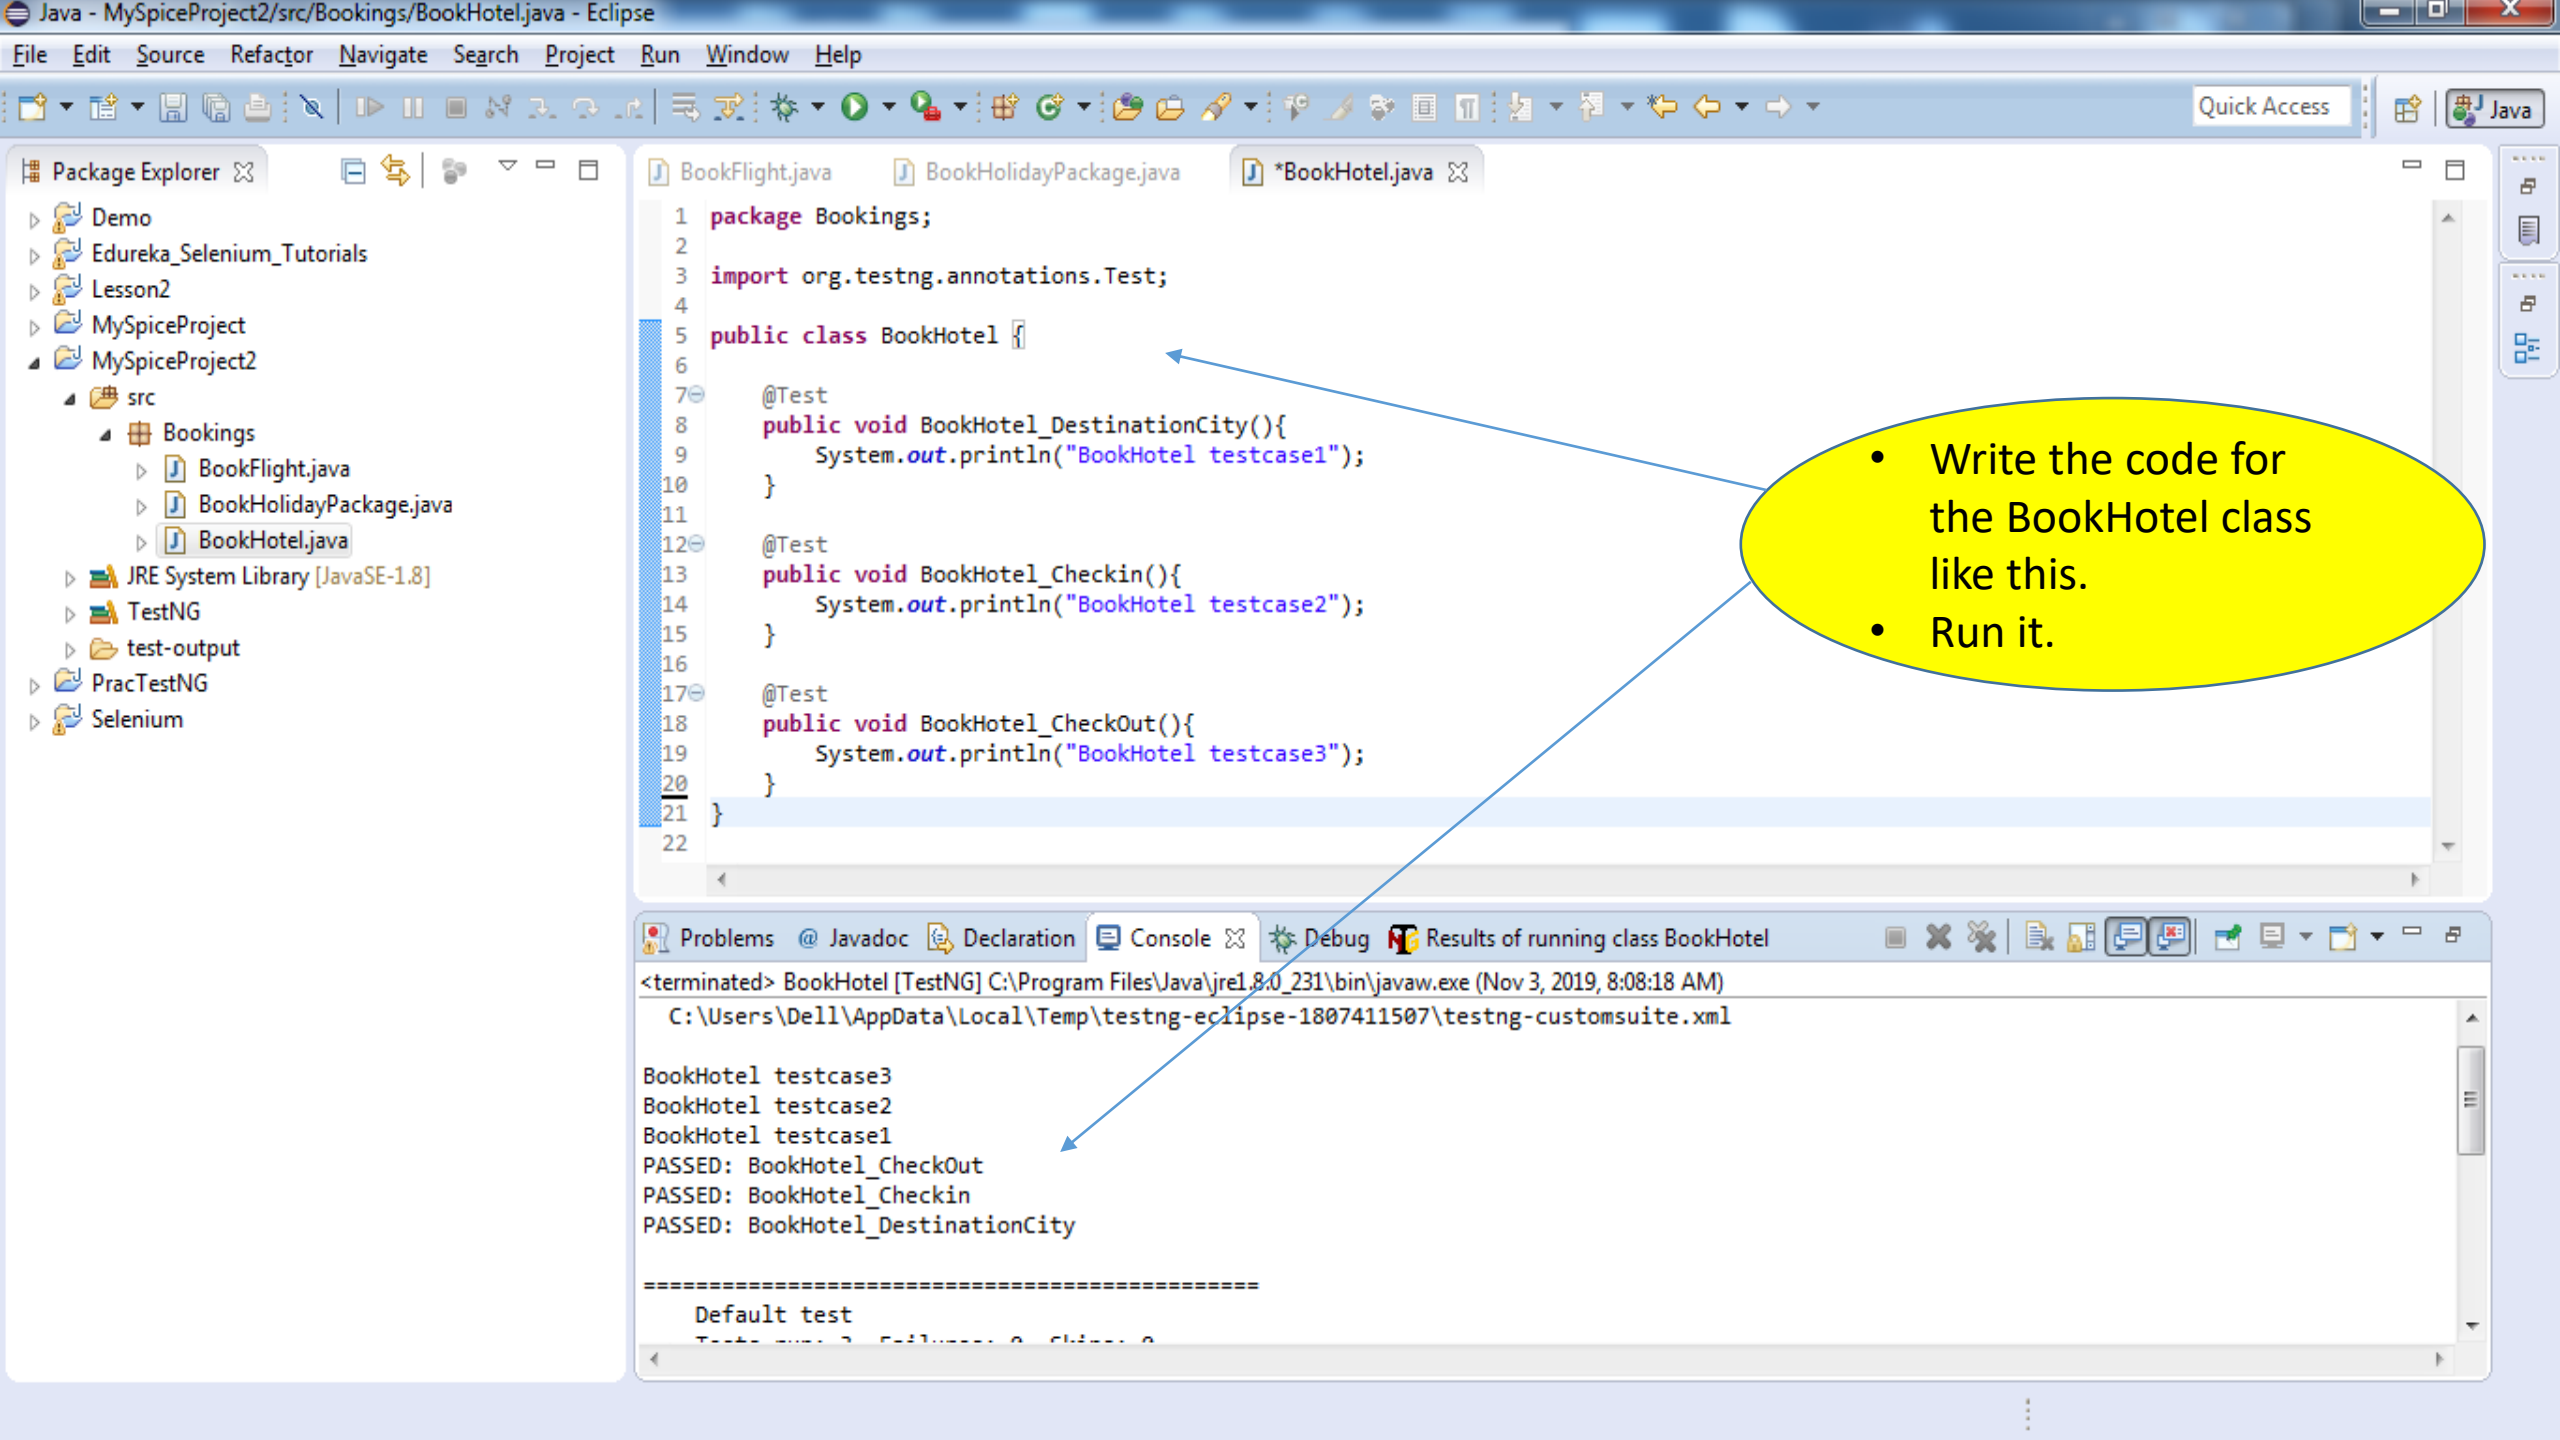 Java - MySpiceProject2/src/Bookings/BookHotel.java - Eclipse
File Edit Source Refactor Navigate Search Project Run Window Help
Quick Access
Java
Package Explorer
Demo
Edureka_Selenium_Tutorials
Lesson2
MySpiceProject
MySpiceProject2
src
Bookings
BookFlight.java
BookHolidayPackage.java
BookHotel.java
JRE System Library [JavaSE-1.8]
TestNG
test-output
PracTestNG
Selenium
BookFlight.java BookHolidayPackage.java *BookHotel.java
1 package Bookings;
2
3 import org.testng.annotations.Test;
4
5 public class BookHotel {
6
7 @Test
8 public void BookHotel_DestinationCity(){
9 System.out.println("BookHotel testcase1");
10 }
11
12 @Test
13 public void BookHotel_Checkin(){
14 System.out.println("BookHotel testcase2");
15 }
16
17 @Test
18 public void BookHotel_CheckOut(){
19 System.out.println("BookHotel testcase3");
20 }
21 }
22
• Write the code for
the BookHotel class
like this.
• Run it.
Problems @ Javadoc Declaration Console Debug Results of running class BookHotel
<terminated> BookHotel [TestNG] C:\Program Files\Java\jre1.8.0_231\bin\javaw.exe (Nov 3, 2019, 8:08:18 AM)
C:\Users\Dell\AppData\Local\Temp\testng-eclipse-1807411507\testng-customsuite.xml
BookHotel testcase3
BookHotel testcase2
BookHotel testcase1
PASSED: BookHotel_CheckOut
PASSED: BookHotel_Checkin
PASSED: BookHotel_DestinationCity
===============================================
Default test